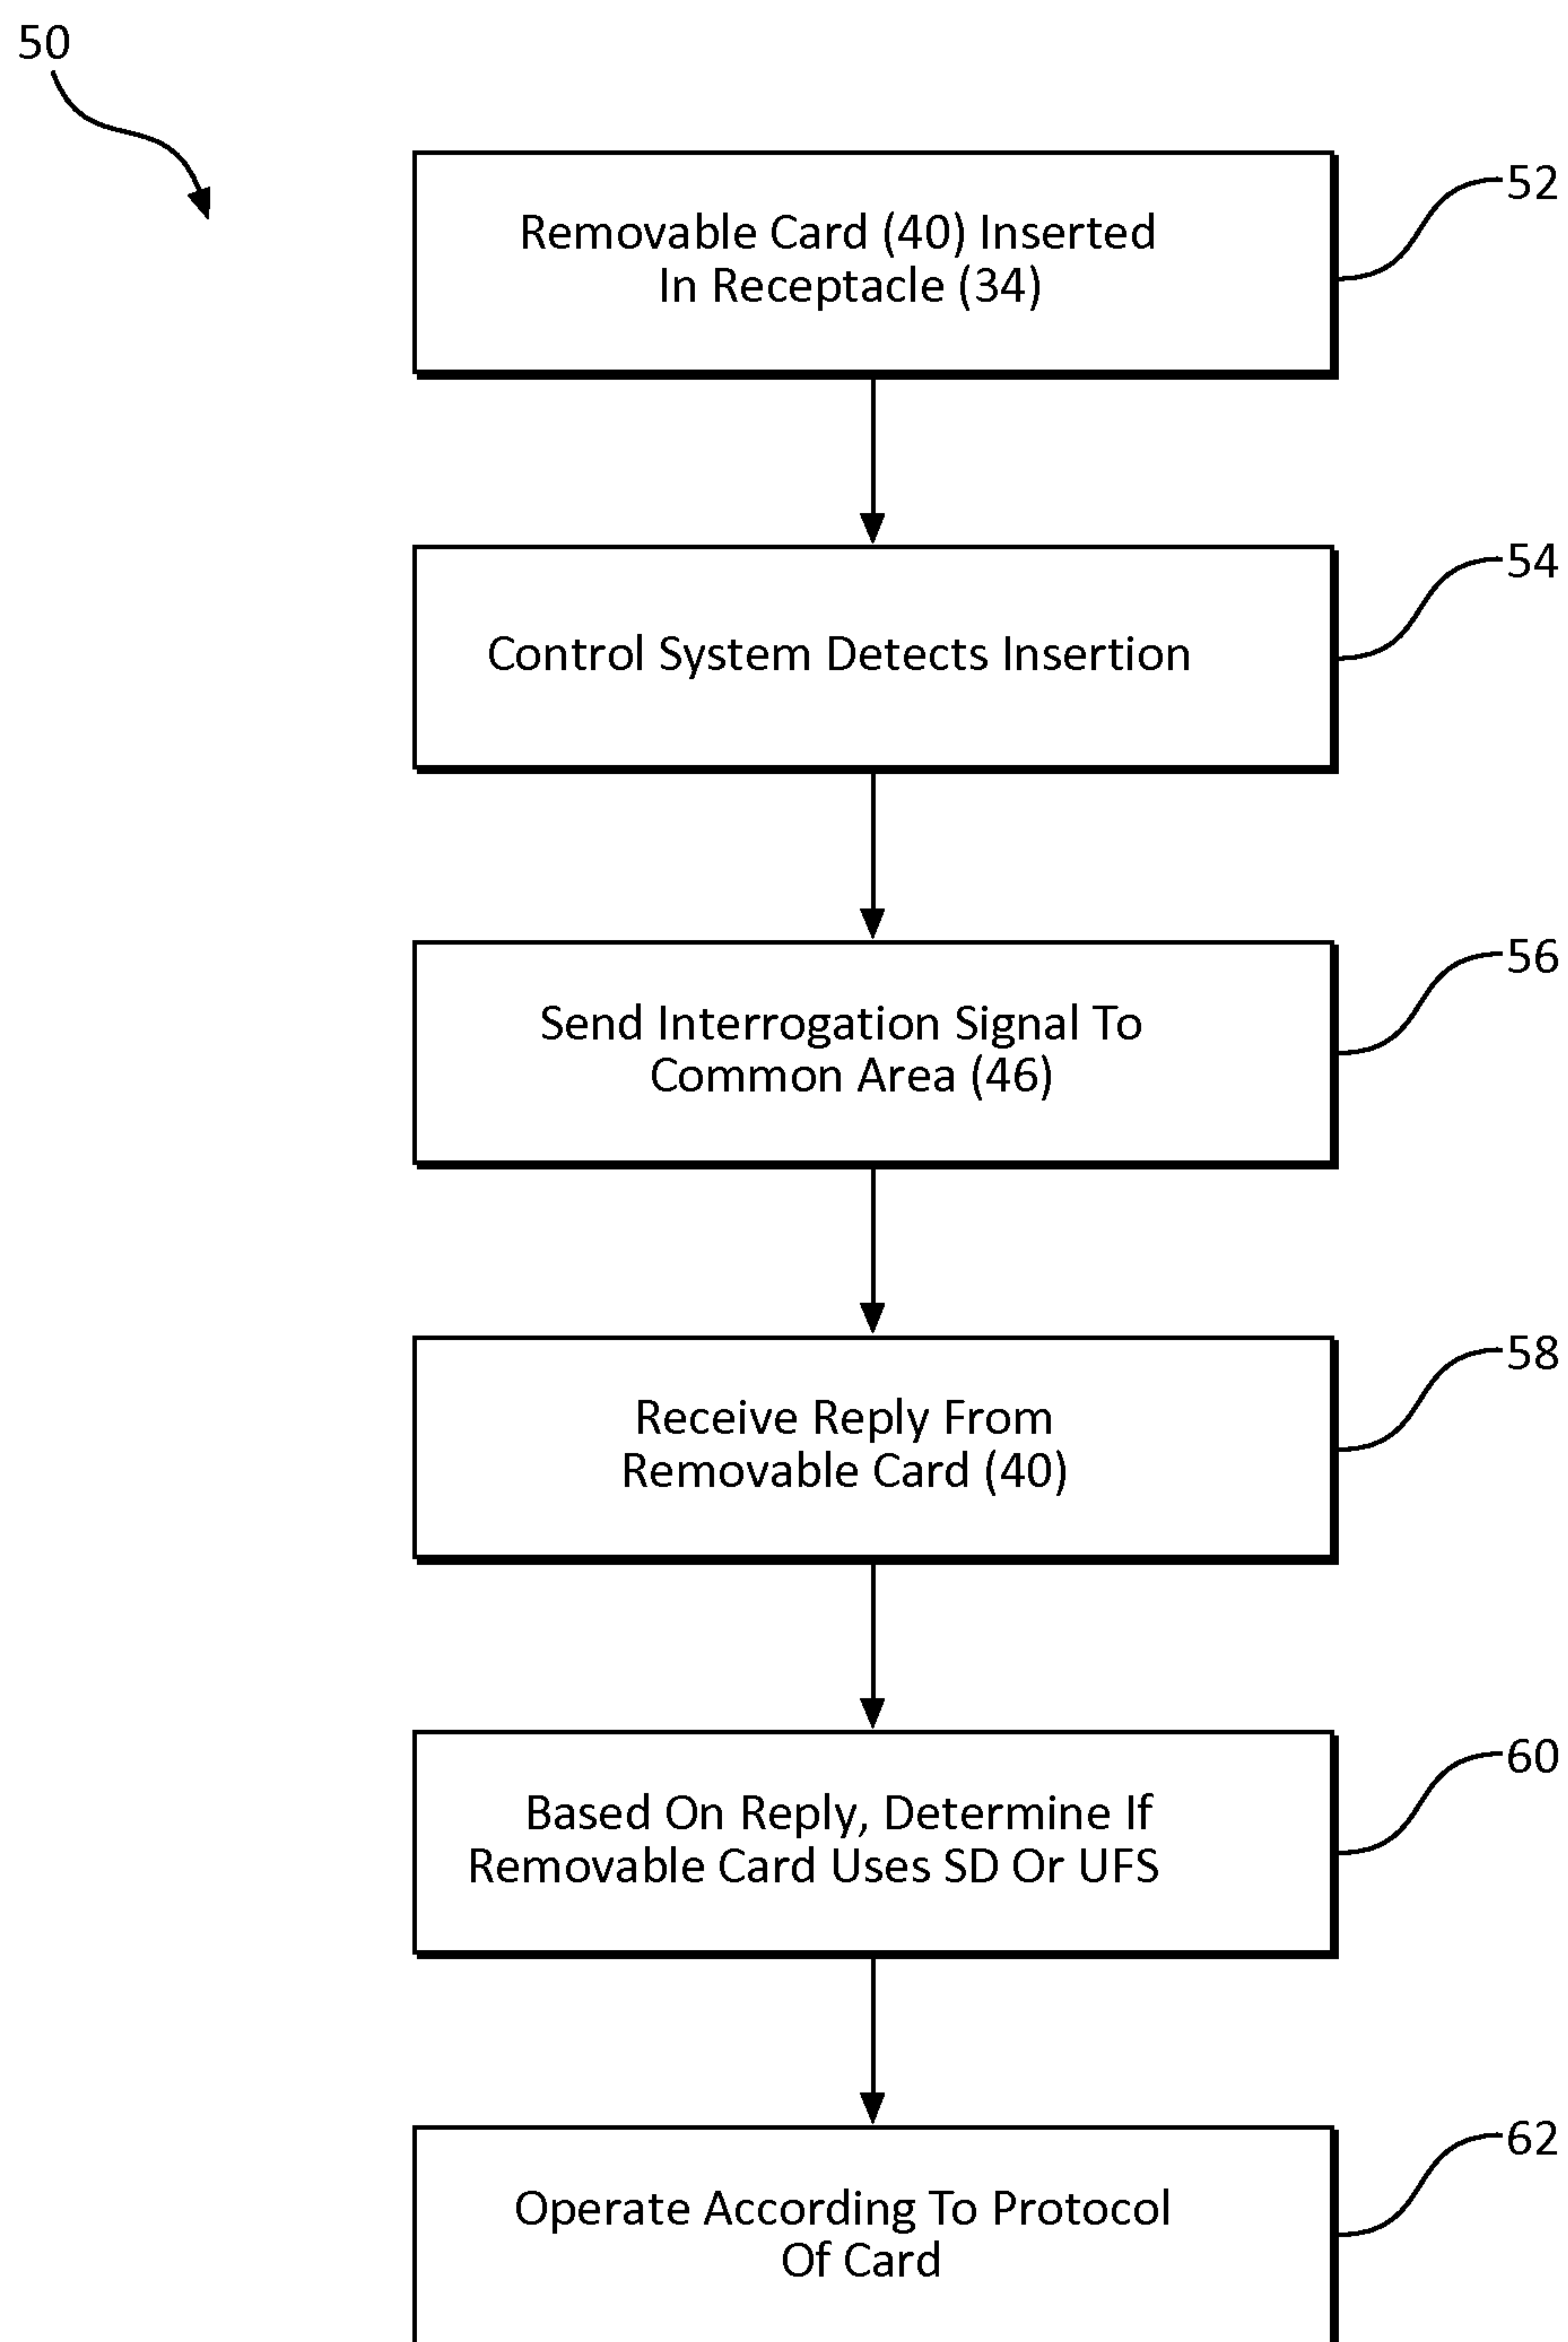 50
Removable Card (40) Inserted
In Receptacle (34)
52
Control System Detects Insertion
54
Send Interrogation Signal To
Common Area (46)
56
Receive Reply From
Removable Card (40)
58
Based On Reply, Determine If
Removable Card Uses SD Or UFS
60
Operate According To Protocol
Of Card
62